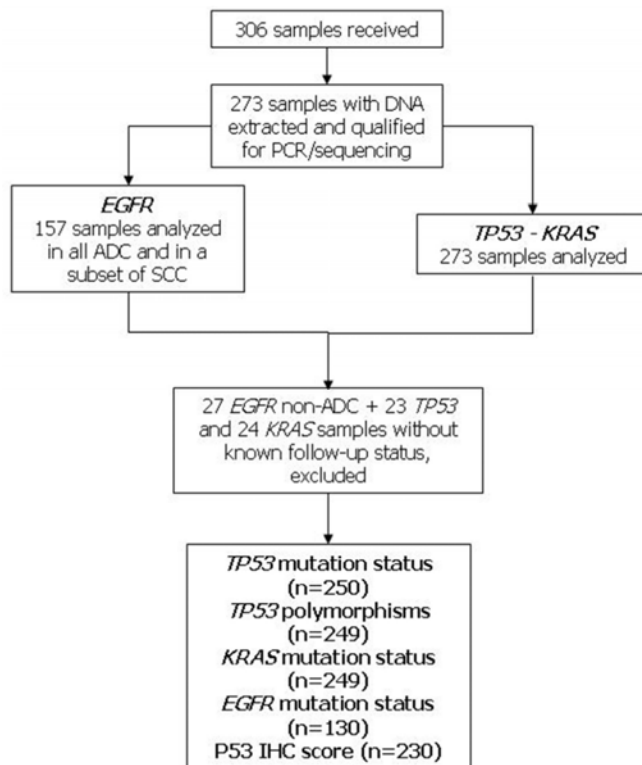 306 samples received
273 samples with DNA
extracted and qualified
for PCR/sequencing
EGFR
157 samples analyzed
in all ADC and in a
subset of SCC
TP53 - KRAS
273 samples analyzed
27 EGFR non-ADC + 23 TP53
and 24 KRAS samples without
known follow-up status,
excluded
TP53 mutation status
(n=250)
TP53 polymorphisms
(n=249)
KRAS mutation status
(n=249)
EGFR mutation status
(n=130)
P53 IHC score (n=230)